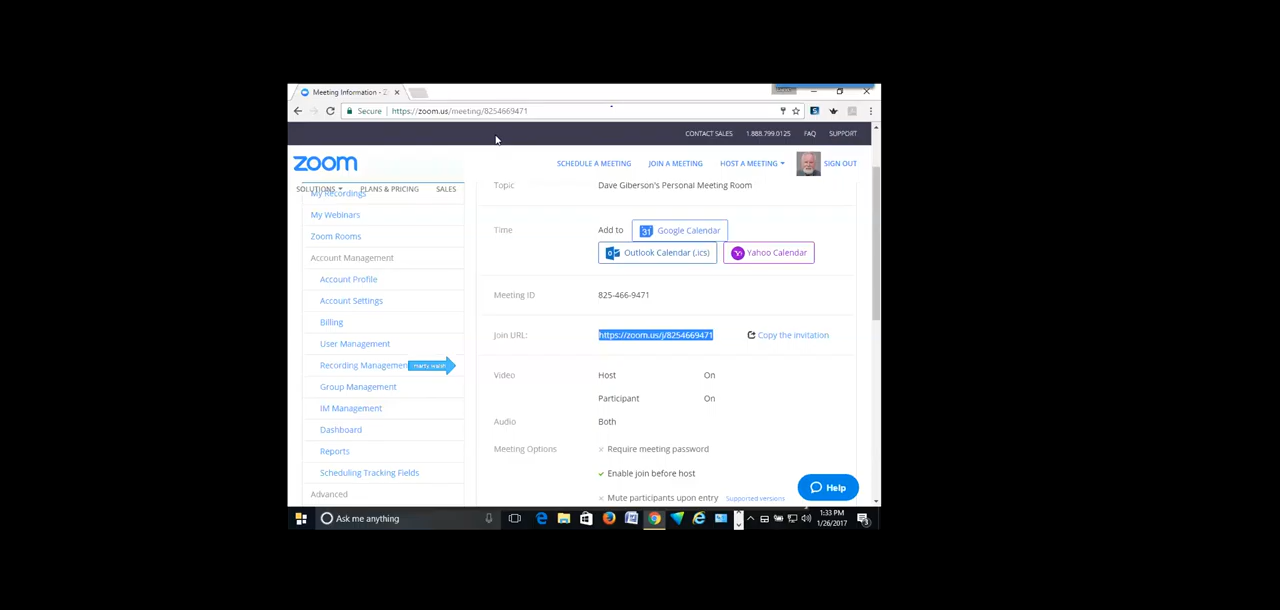 Meeting Information - Z
Secure
https://zoom.us/meeting/8254669471
CONTACT SALES 1.888.799.0125 FAQ SUPPORT
zoom
SCHEDULE A MEETING JOIN A MEETING HOST A MEETING SIGN OUT
SOLUTIONS PLANS & PRICING SALES
My Recordings
My Webinars
Zoom Rooms
Account Management
Account Profile
Account Settings
Billing
User Management
Recording Management
Group Management
IM Management
Dashboard
Reports
Scheduling Tracking Fields
Advanced
Topic Dave Giberson's Personal Meeting Room
Time Add to 31 Google Calendar
Outlook Calendar (.ics) Yahoo Calendar
Meeting ID 825-466-9471
Join URL: https://zoom.us/j/8254669471 Copy the invitation
Video Host On
Participant On
Audio Both
Meeting Options Require meeting password
Enable join before host
Mute participants upon entry Supported versions
Help
Ask me anything
1:33 PM
1/26/2017